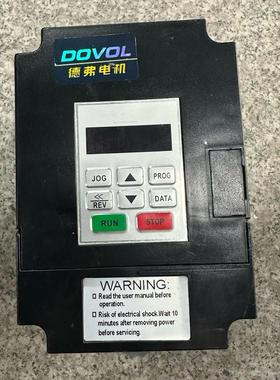 DOVOL
德弗电机
JOG
▲
PROG
≪
REV
▼
DATA
RUN
STOP
WARNING:
□ Read the user manual before
operation.
□ Risk of electrical shock.Wait 10
minutes after removing power
before servicing.